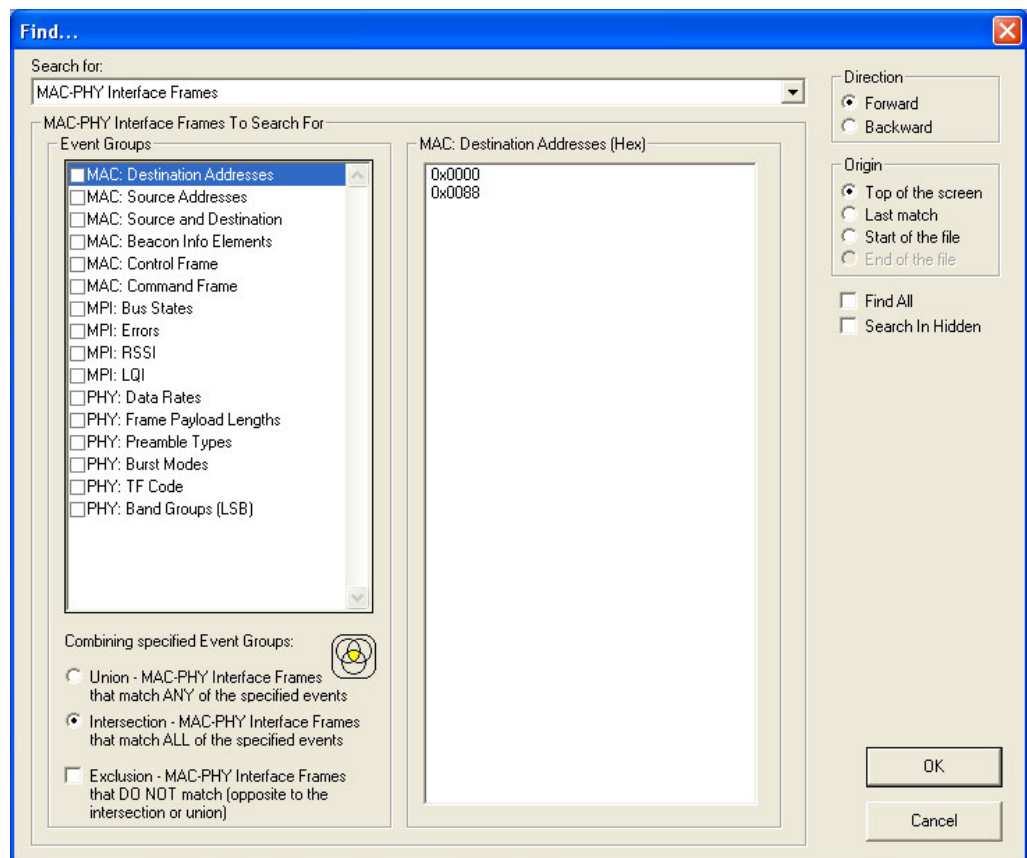 Find...
Search for:
MAC-PHY Interface Frames
MAC-PHY Interface Frames To Search For
Event Groups
MAC: Destination Addresses
MAC: Source Addresses
MAC: Source and Destination
MAC: Beacon Info Elements
MAC: Control Frame
MAC: Command Frame
MPI: Bus States
MPI: Errors
MPI: RSSI
MPI: LQI
PHY: Data Rates
PHY: Frame Payload Lengths
PHY: Preamble Types
PHY: Burst Modes
PHY: TF Code
PHY: Band Groups (LSB)
Combining specified Event Groups:
Union - MAC-PHY Interface Frames
that match ANY of the specified events
Intersection - MAC-PHY Interface Frames
that match ALL of the specified events
Exclusion - MAC-PHY Interface Frames
that DO NOT match (opposite to the
intersection or union)
MAC: Destination Addresses (Hex)
0x0000
0x0088
Direction
Forward
Backward
Origin
Top of the screen
Last match
Start of the file
End of the file
Find All
Search In Hidden
OK
Cancel